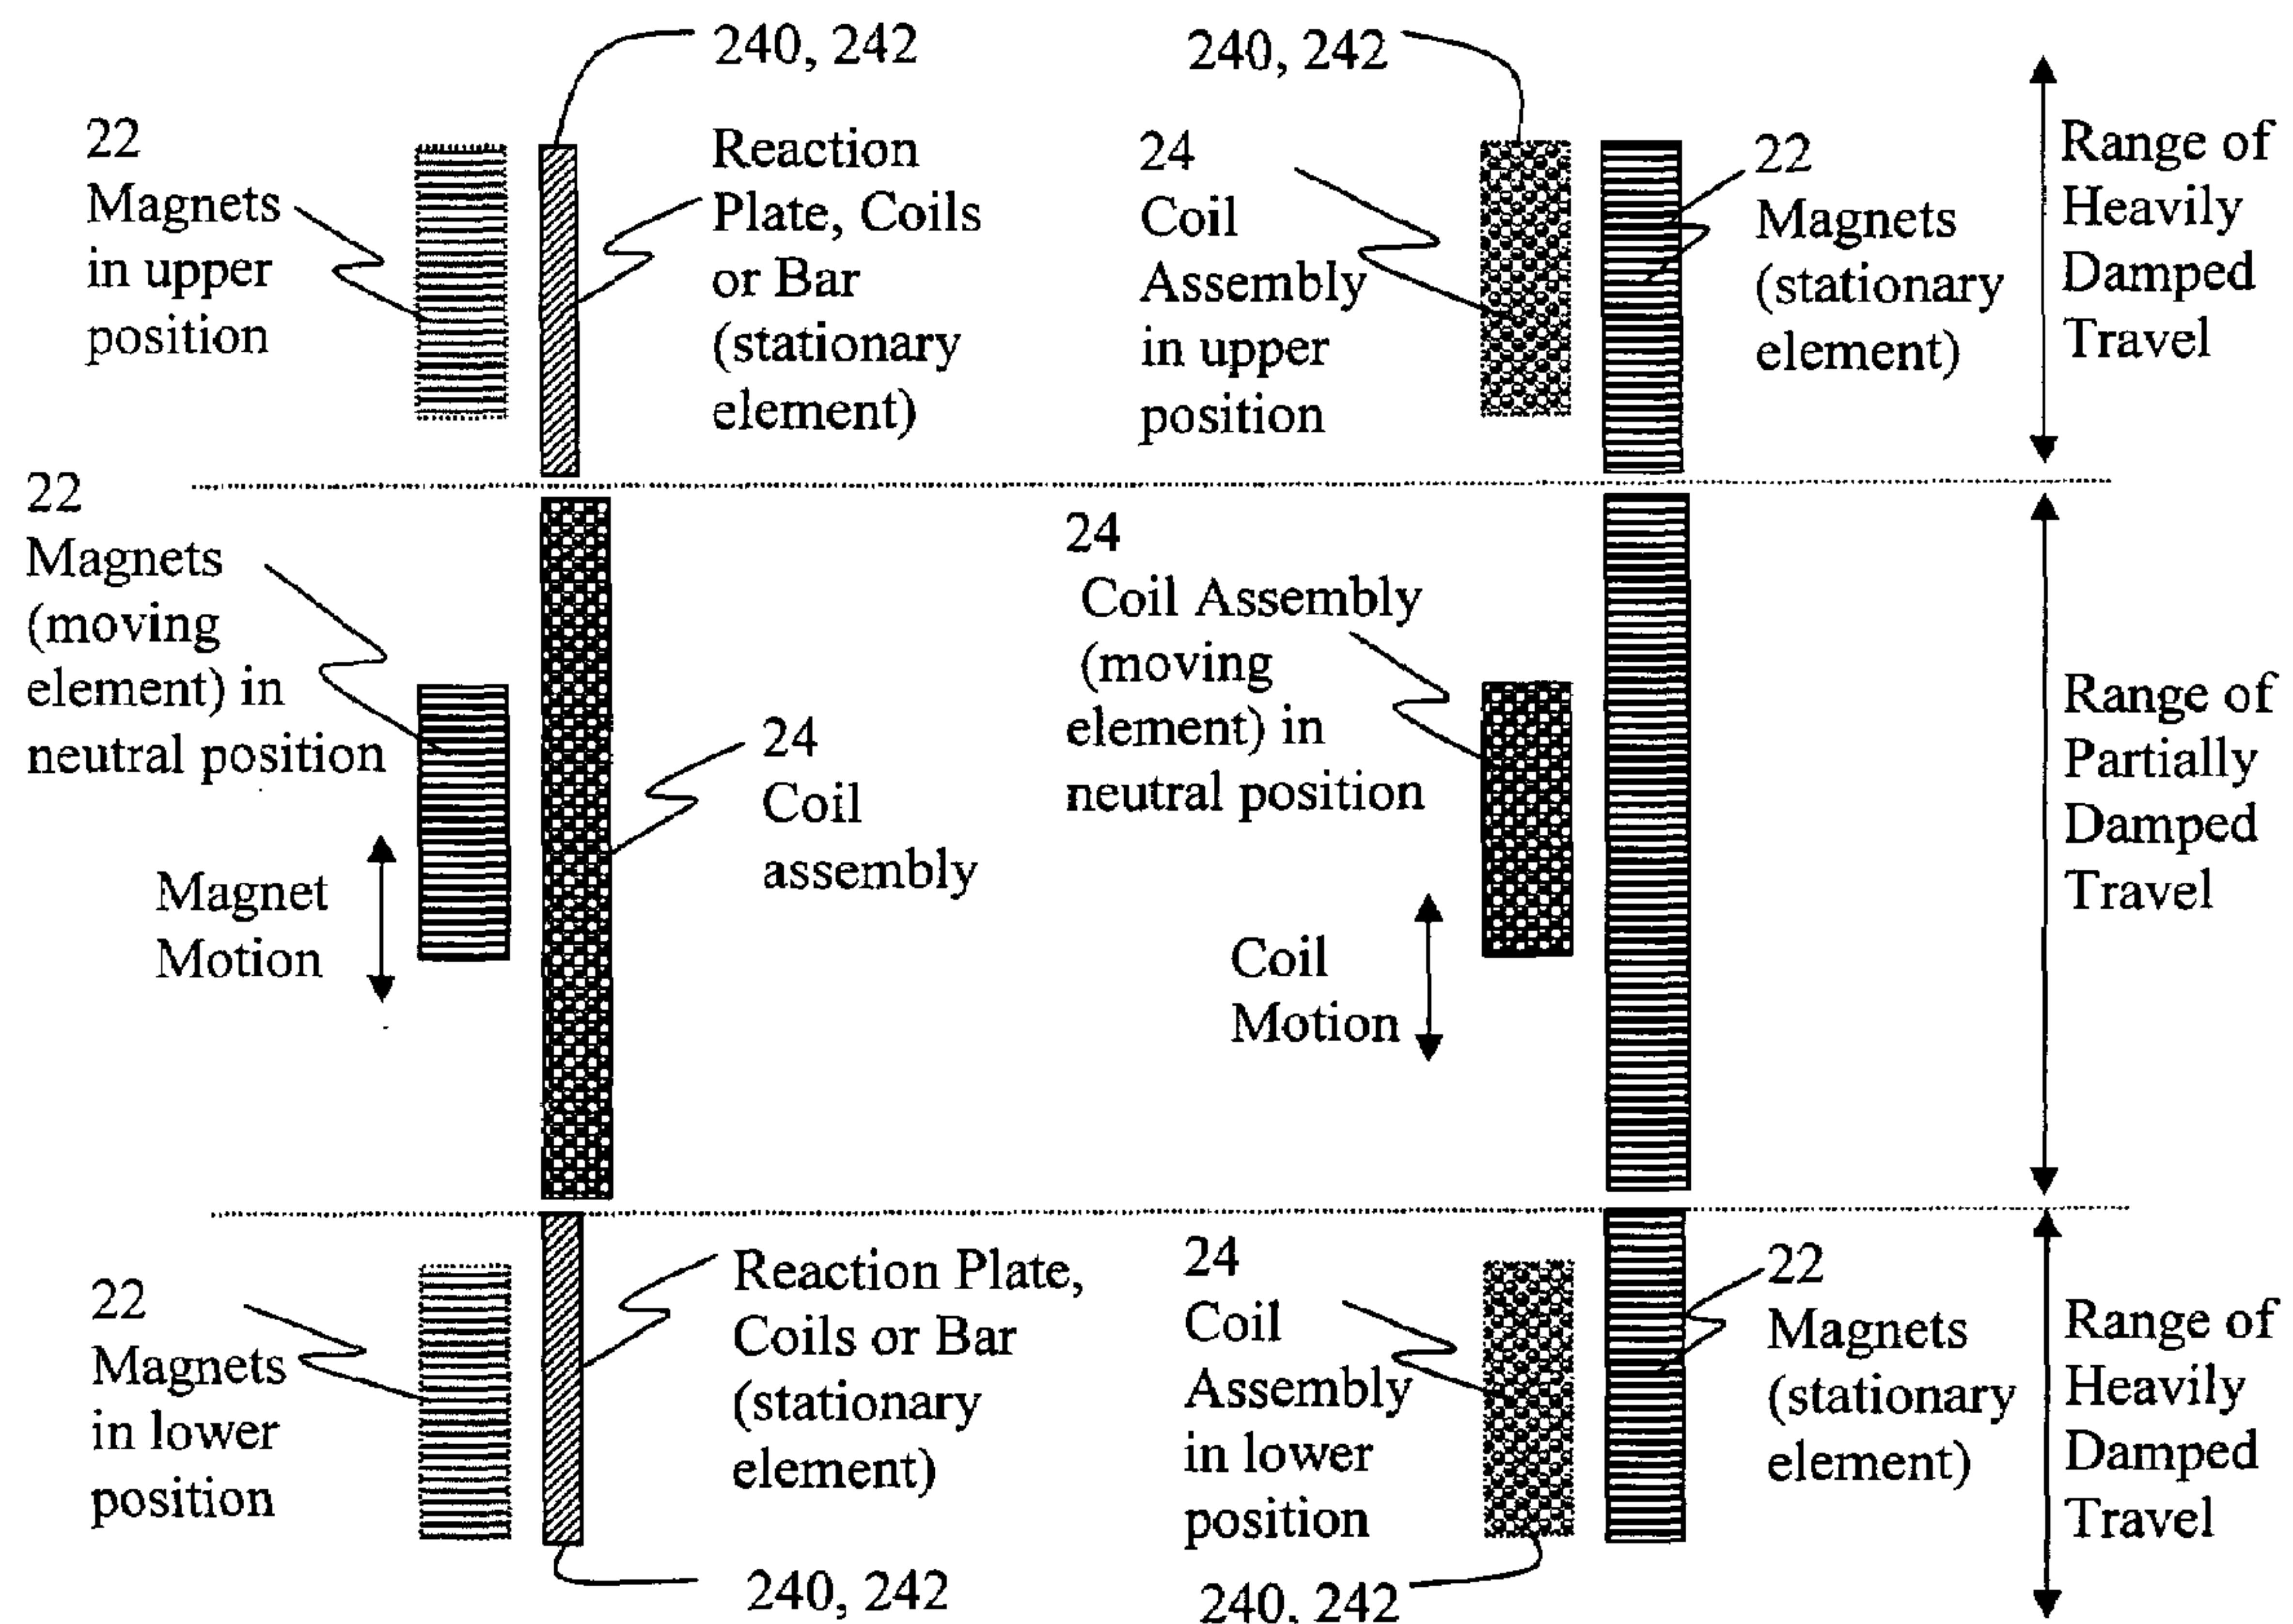 240, 242
240, 242
22
Magnets
in upper
position
Reaction
Plate, Coils
or Bar
(stationary
element)
24
Coil
Assembly
in upper
position
22
Magnets
(stationary
element)
Range of
Heavily
Damped
Travel
22
Magnets
(moving
element) in
neutral position
Magnet
Motion
24
Coil
assembly
24
Coil Assembly
(moving
element) in
neutral position
Coil
Motion
Range of
Partially
Damped
Travel
22
Magnets
in lower
position
Reaction Plate,
Coils or Bar
(stationary
element)
240, 242
24
Coil
Assembly
in lower
position
240, 242
22
Magnets
(stationary
element)
Range of
Heavily
Damped
Travel